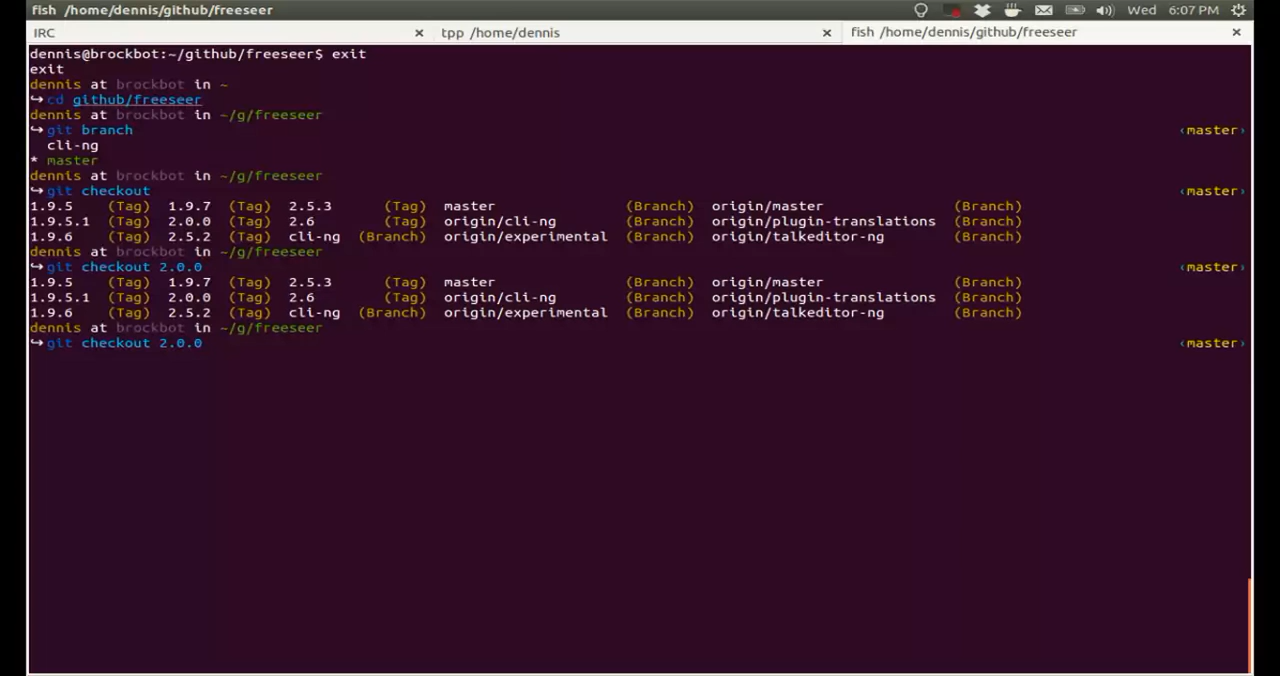 fish /home/dennis/github/freeseer
Wed 6:07 PM
IRC × tpp /home/dennis × fish /home/dennis/github/freeseer ×
dennis@brockbot:~/github/freeseer$ exit
exit
dennis at brockbot in ~
↪ cd github/freeseer
dennis at brockbot in ~/g/freeseer
↪ git branch ‹master›
cli-ng
* master
dennis at brockbot in ~/g/freeseer
↪ git checkout ‹master›
1.9.5 (Tag) 1.9.7 (Tag) 2.5.3 (Tag) master (Branch) origin/master (Branch)
1.9.5.1 (Tag) 2.0.0 (Tag) 2.6 (Tag) origin/cli-ng (Branch) origin/plugin-translations (Branch)
1.9.6 (Tag) 2.5.2 (Tag) cli-ng (Branch) origin/experimental (Branch) origin/talkeditor-ng (Branch)
dennis at brockbot in ~/g/freeseer
↪ git checkout 2.0.0 ‹master›
1.9.5 (Tag) 1.9.7 (Tag) 2.5.3 (Tag) master (Branch) origin/master (Branch)
1.9.5.1 (Tag) 2.0.0 (Tag) 2.6 (Tag) origin/cli-ng (Branch) origin/plugin-translations (Branch)
1.9.6 (Tag) 2.5.2 (Tag) cli-ng (Branch) origin/experimental (Branch) origin/talkeditor-ng (Branch)
dennis at brockbot in ~/g/freeseer
↪ git checkout 2.0.0 ‹master›